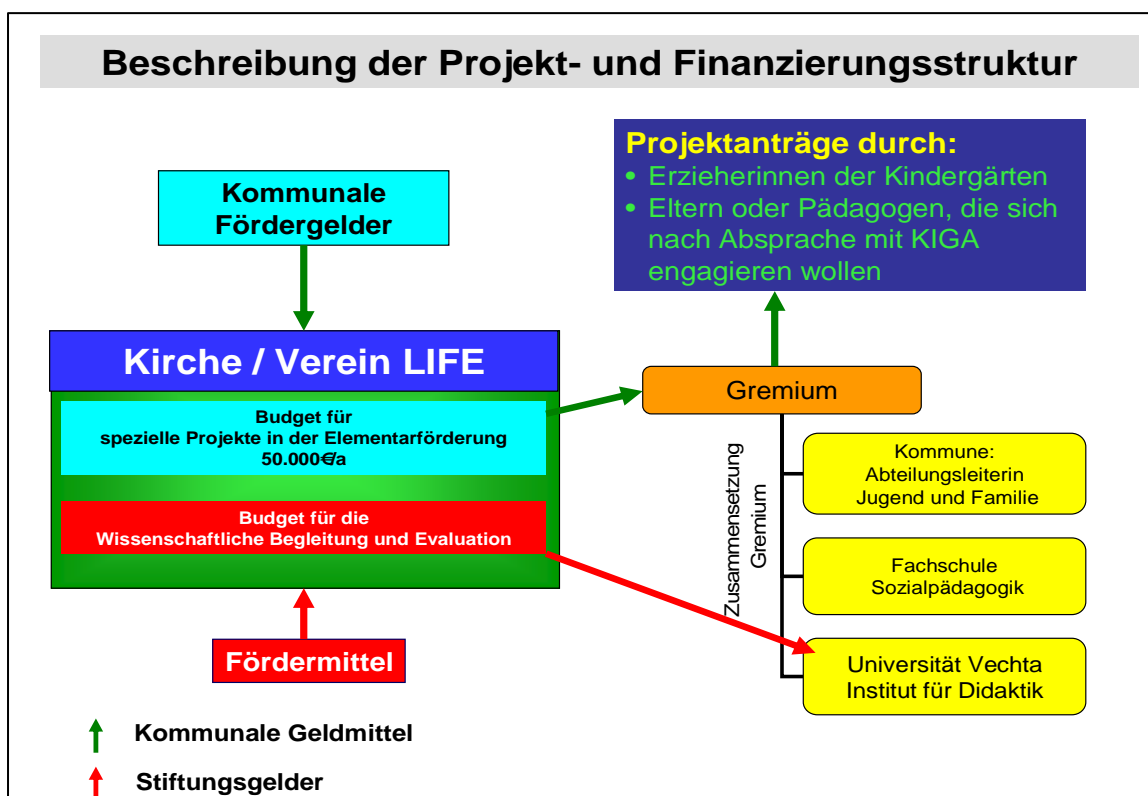 Beschreibung der Projekt- und Finanzierungsstruktur
Kommunale
Fördergelder
Projektanträge durch:
• Erzieherinnen der Kindergärten
• Eltern oder Pädagogen, die sich
nach Absprache mit KIGA
engagieren wollen
Kirche / Verein LIFE
Budget für
spezielle Projekte in der Elementarförderung
50.000€/a
Budget für die
Wissenschaftliche Begleitung und Evaluation
Fördermittel
Gremium
Zusammensetzung
Gremium
Kommune:
Abteilungsleiterin
Jugend und Familie
Fachschule
Sozialpädagogik
Universität Vechta
Institut für Didaktik
Kommunale Geldmittel
Stiftungsgelder